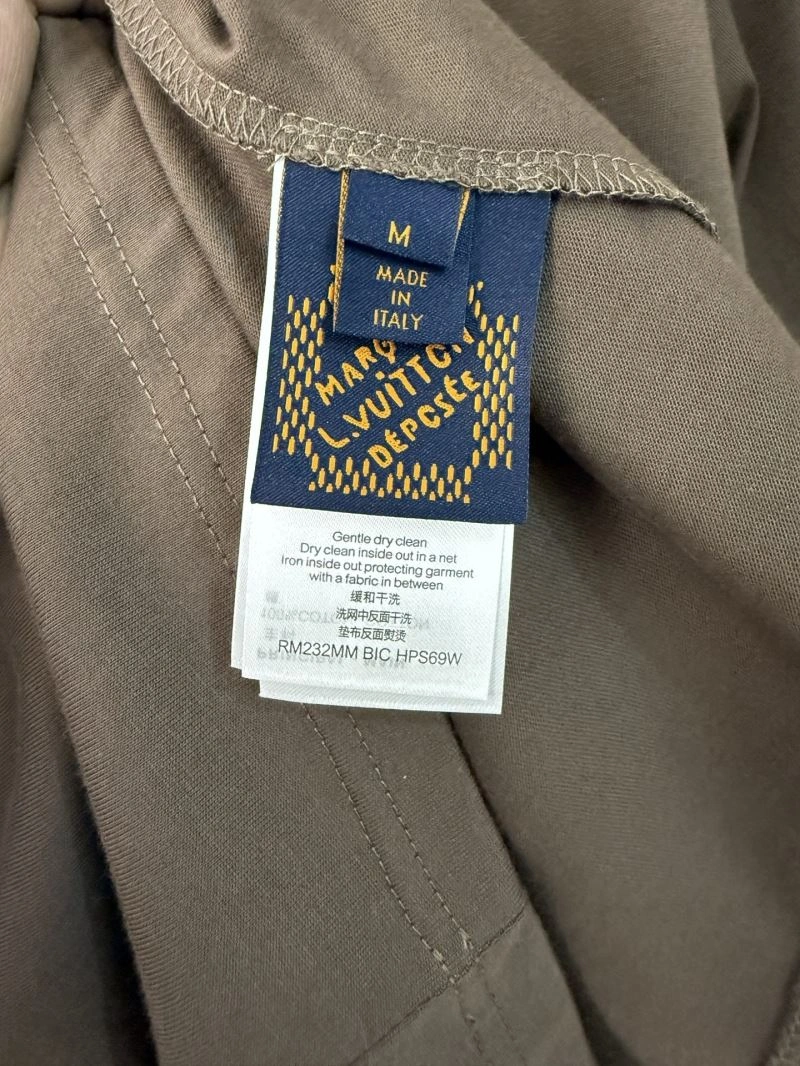 M
MADE
IN
ITALY
MARQ
L.VUITTON
DÉPOSÉE
Gentle dry clean
Dry clean inside out in a net
Iron inside out protecting garment
with a fabric in between
缓和干洗
洗网中反面干洗
垫布反面熨烫
RM232MM BIC HPS69W